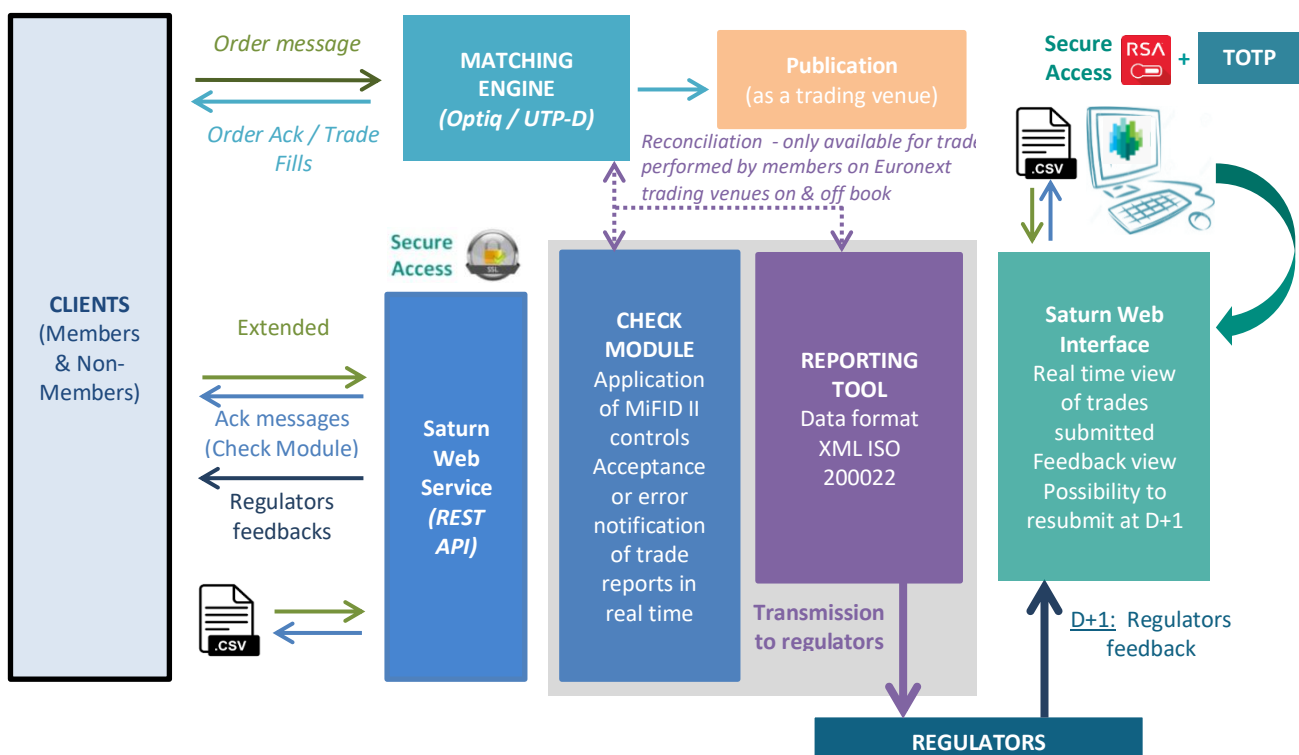 Order message
Order Ack / Trade
Fills
MATCHING
ENGINE
(Optiq / UTP-D)
Publication
(as a trading venue)
Secure
Access
RSA
+
TOTP
Reconciliation - only available for trade
performed by members on Euronext
trading venues on & off book
.CSV
Secure
Access
SSL
CLIENTS
(Members
& Non-
Members)
Extended
Ack messages
(Check Module)
Regulators
feedbacks
.CSV
Saturn
Web
Service
(REST
API)
CHECK
MODULE
Application
of MiFID II
controls
Acceptance
or error
notification
of trade
reports in
real time
REPORTING
TOOL
Data format
XML ISO
200022
Transmission
to regulators
Saturn Web
Interface
Real time view
of trades
submitted
Feedback view
Possibility to
resubmit at D+1
D+1: Regulators
feedback
REGULATORS